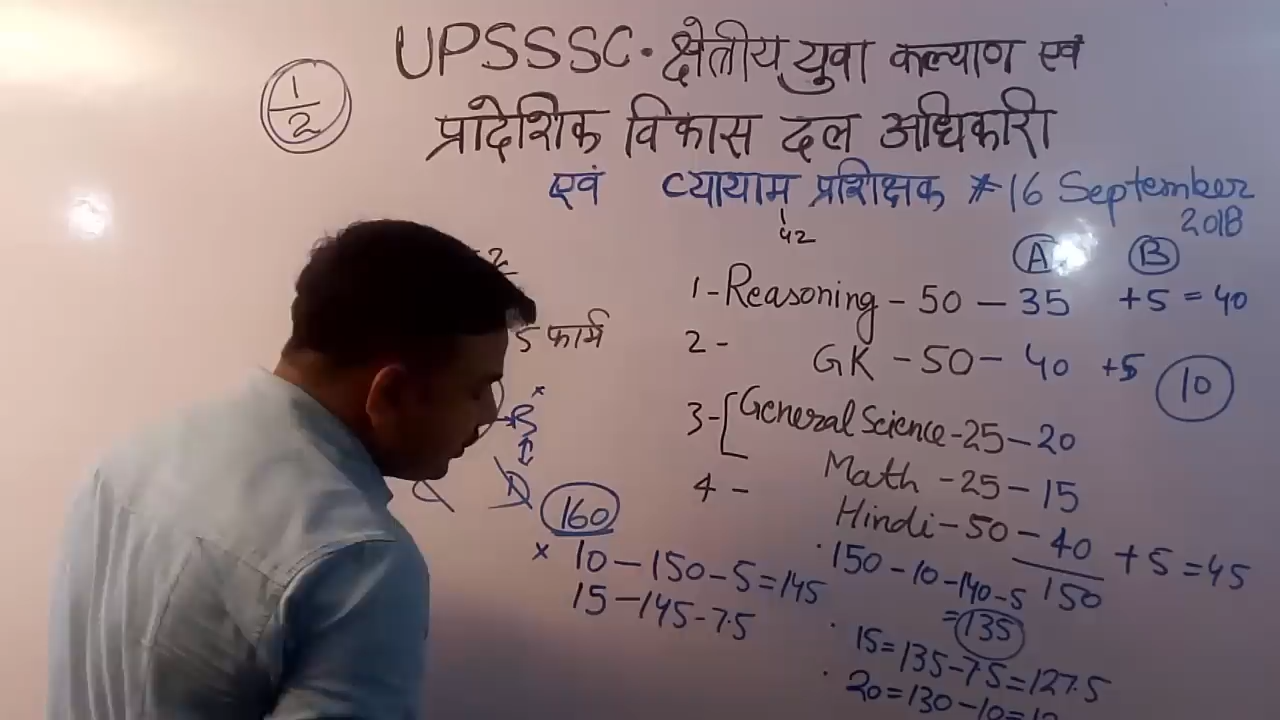 UPSSSC. क्षेत्रीय युवा कल्याण एवं
1/2
प्रादेशिक विकास दल अधिकारी
एवं व्यायाम प्रशिक्षक # 16 September
2018
42
A B
1-Reasoning - 50 - 35 +5 = 40
2 - GK - 50 - 40 +5
10
3-[General Science-25-20
4 - Math - 25 - 15
Hindi - 50 - 40 + 5 = 45
150
2
5 फार्म
x
B
D
160
x 10 - 150 - 5 = 145
15 - 145 - 7.5
150 - 10 - 140 - 5
= 135
15 = 135 - 7.5 = 127.5
20 = 130 - 10 =